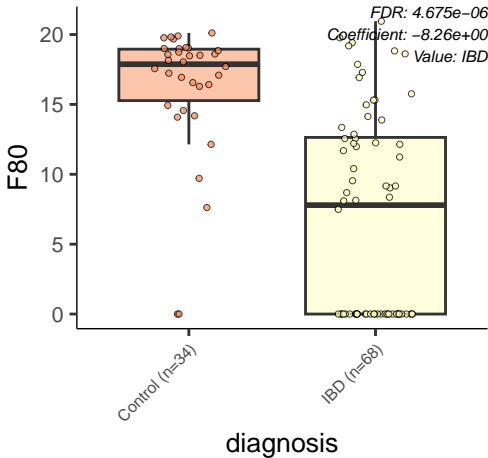 FDR: 4.675e−06
Coefficient: −8.26e+00
Value: IBD
20
15
10
5
0
F80
Control (n=34)
IBD (n=68)
diagnosis